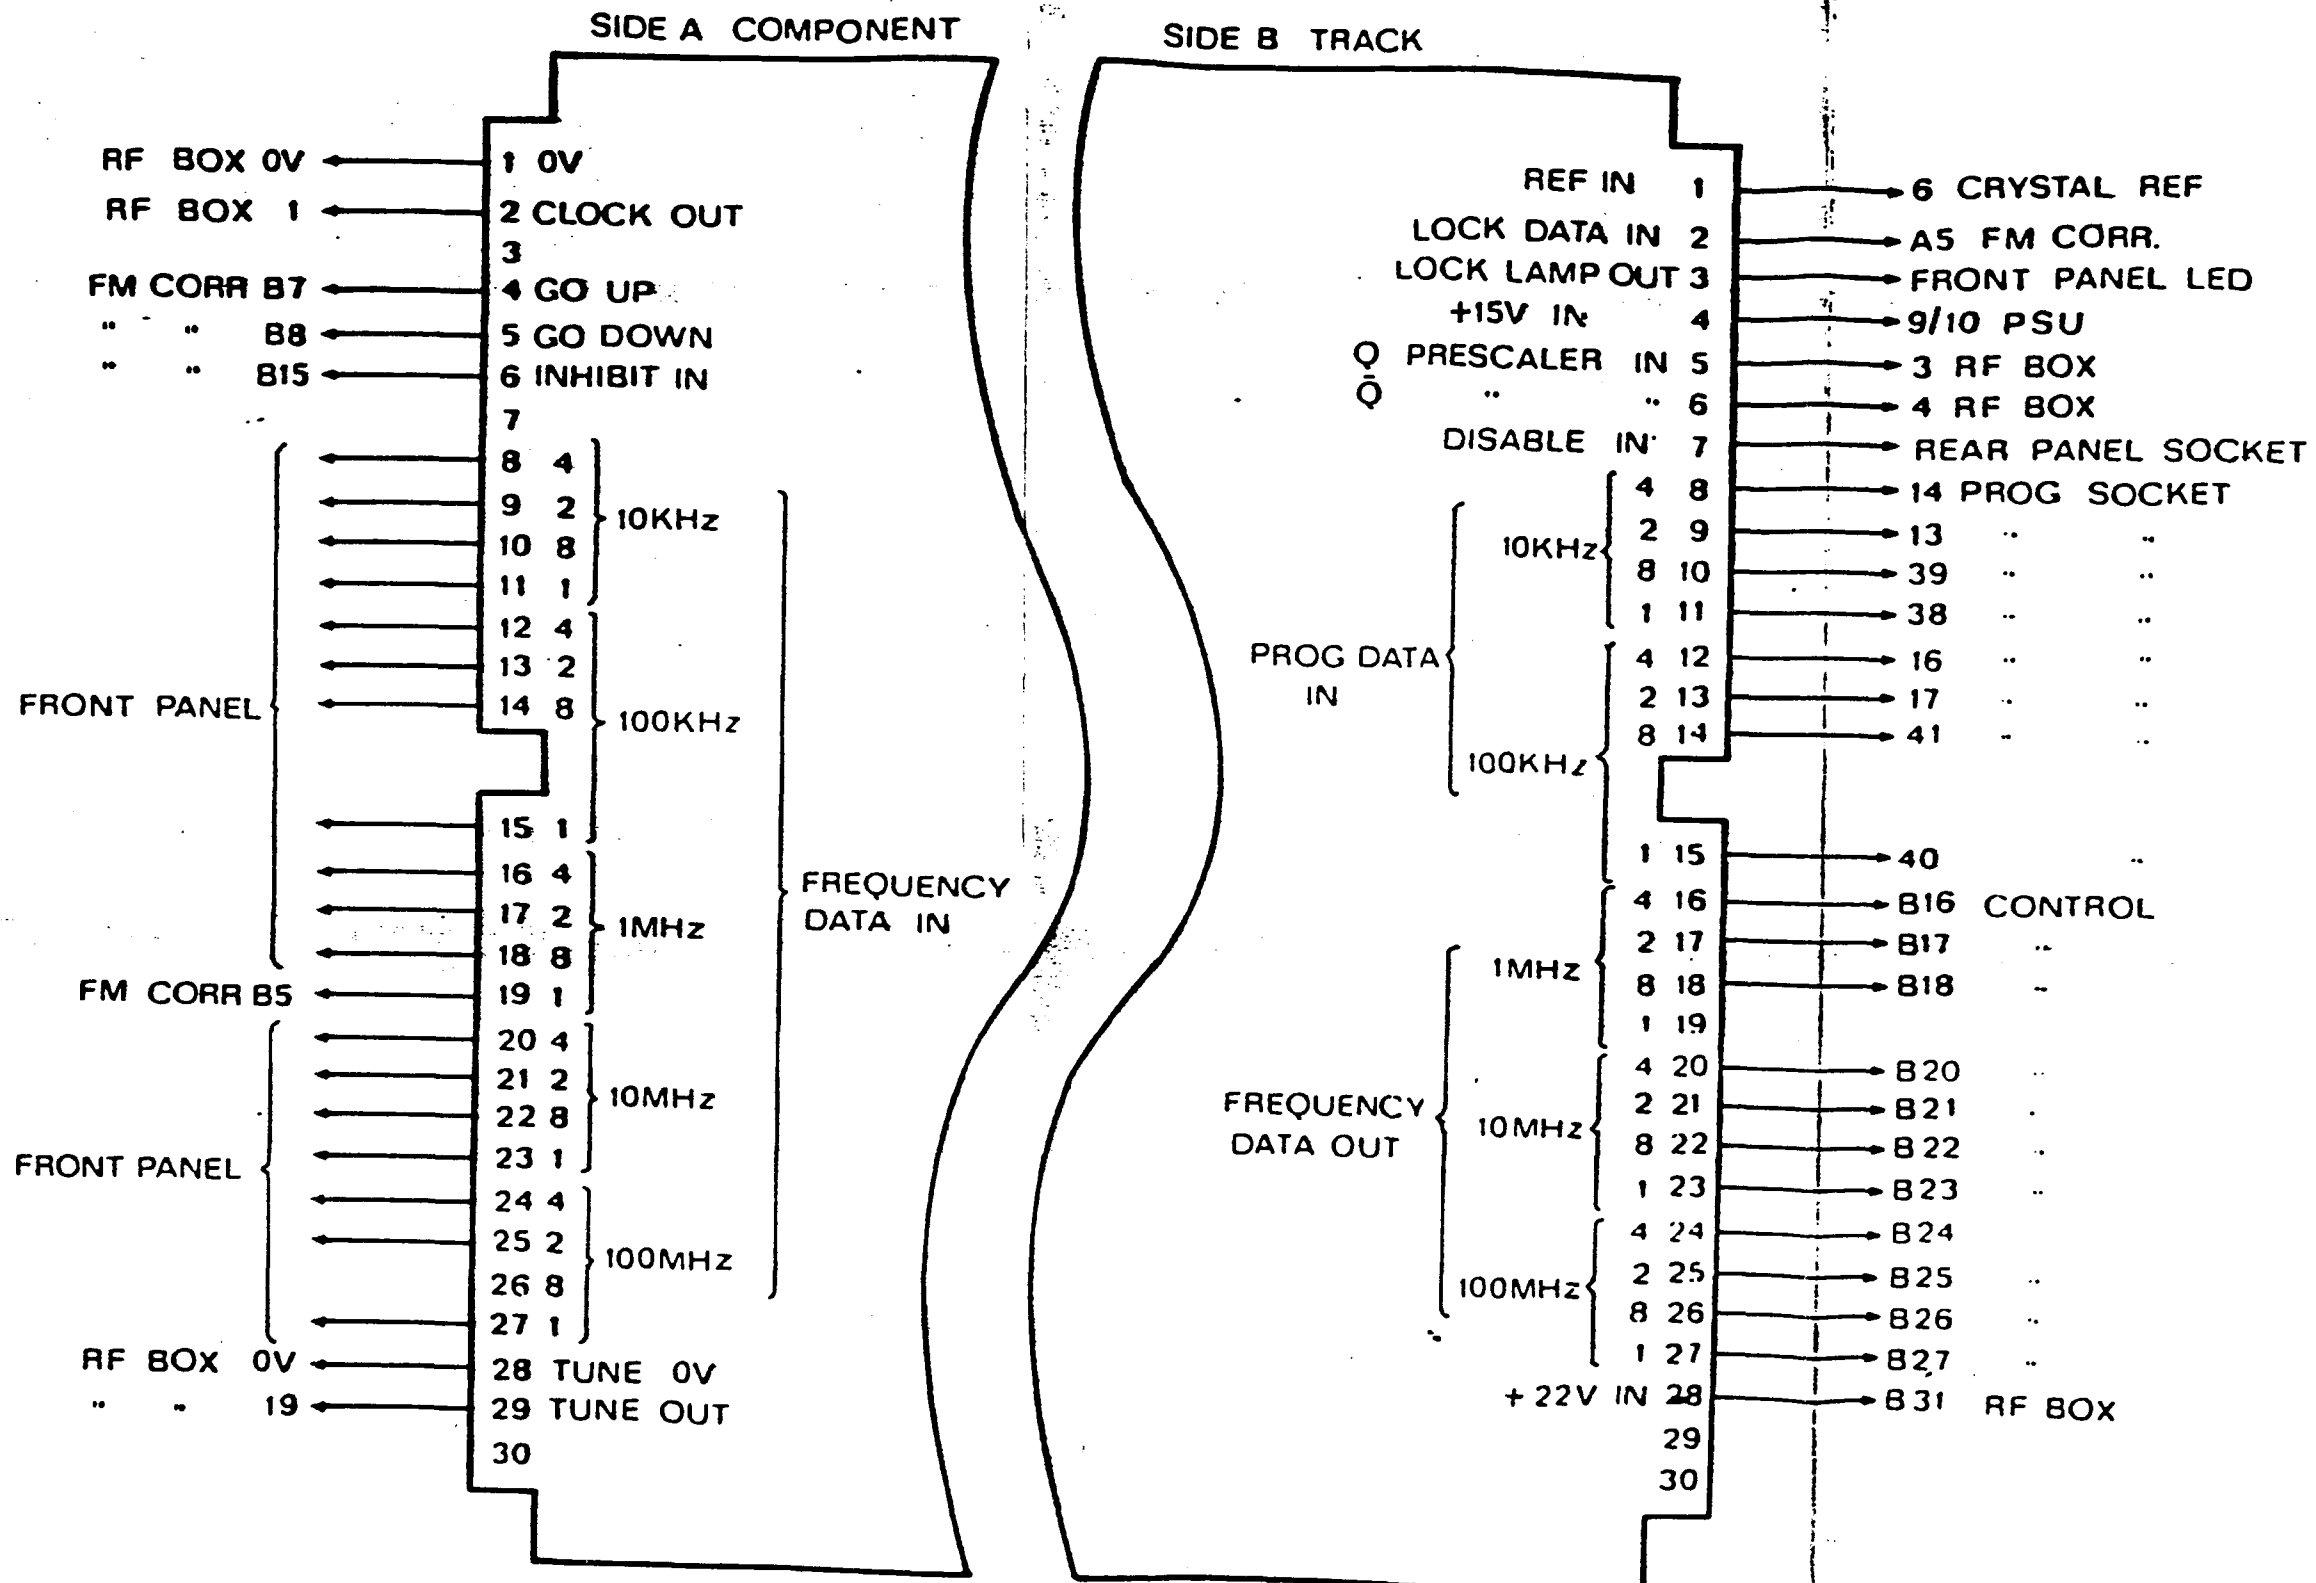 SIDE A COMPONENT
RF BOX 0V 1 0V
RF BOX 1 2 CLOCK OUT
3
FM CORR B7 4 GO UP
" " B8 5 GO DOWN
" " B15 6 INHIBIT IN
7
8 4
9 2
10KHz
10 8
11 1
12 4
13 2
FRONT PANEL 14 8 100KHz
15 1
16 4
FREQUENCY
DATA IN
17 2 1MHz
18 8
FM CORR B5 19 1
20 4
21 2
10MHz
22 8
23 1
FRONT PANEL
24 4
25 2
100MHz
26 8
27 1
RF BOX 0V 28 TUNE 0V
" " 19 29 TUNE OUT
30
SIDE B TRACK
REF IN 1 6 CRYSTAL REF
LOCK DATA IN 2 A5 FM CORR.
LOCK LAMP OUT 3 FRONT PANEL LED
+15V IN 4 9/10 PSU
Q PRESCALER IN 5 3 RF BOX
Q̄ " " 6 4 RF BOX
DISABLE IN 7 REAR PANEL SOCKET
4 8 14 PROG SOCKET
2 9 13 " "
10KHz
8 10 39 " "
1 11 38 " "
PROG DATA
IN
4 12 16 " "
2 13 17 " "
8 14 41 " "
100KHz
1 15 40 "
4 16 B16 CONTROL
2 17 B17 "
1MHz
8 18 B18 "
1 19
4 20 B20 "
FREQUENCY
DATA OUT
2 21 B21 "
10MHz
8 22 B22 "
1 23 B23 "
4 24 B24
2 25 B25 "
100MHz
8 26 B26 "
1 27 B27 "
+22V IN 28 B31 RF BOX
29
30